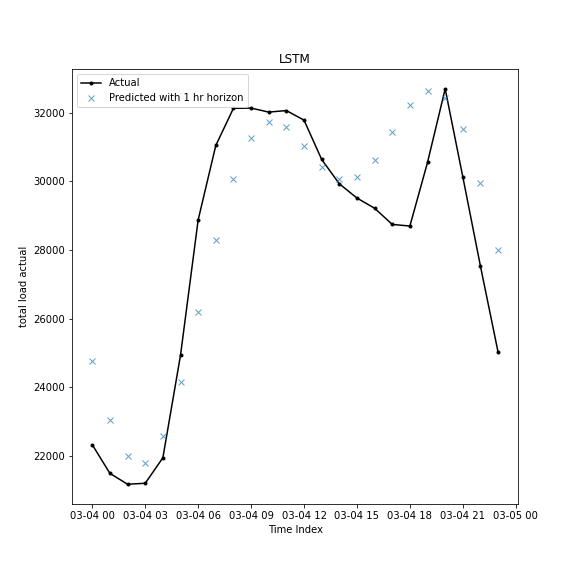 LSTM
Actual
Predicted with 1 hr horizon
32000
30000
28000
26000
24000
22000
total load actual
03-04 00 03-04 03 03-04 06 03-04 09 03-04 12 03-04 15 03-04 18 03-04 21 03-05 00
Time Index